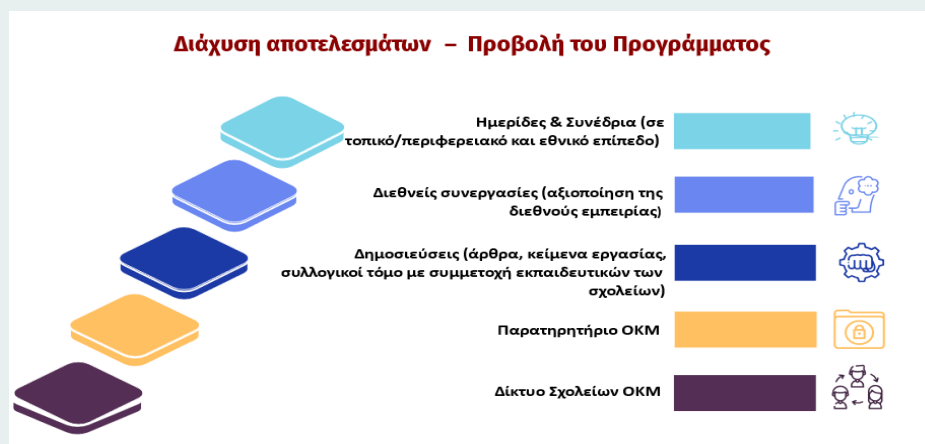 Διάχυση αποτελεσμάτων – Προβολή του Προγράμματος
Ημερίδες & Συνέδρια (σε
τοπικό/περιφερειακό και εθνικό επίπεδο)
Διεθνείς συνεργασίες (αξιοποίηση της
διεθνούς εμπειρίας)
Δημοσιεύσεις (άρθρα, κείμενα εργασίας,
συλλογικοί τόμο με συμμετοχή εκπαιδευτικών των
σχολείων)
Παρατηρητήριο ΟΚΜ
Δίκτυο Σχολείων ΟΚΜ